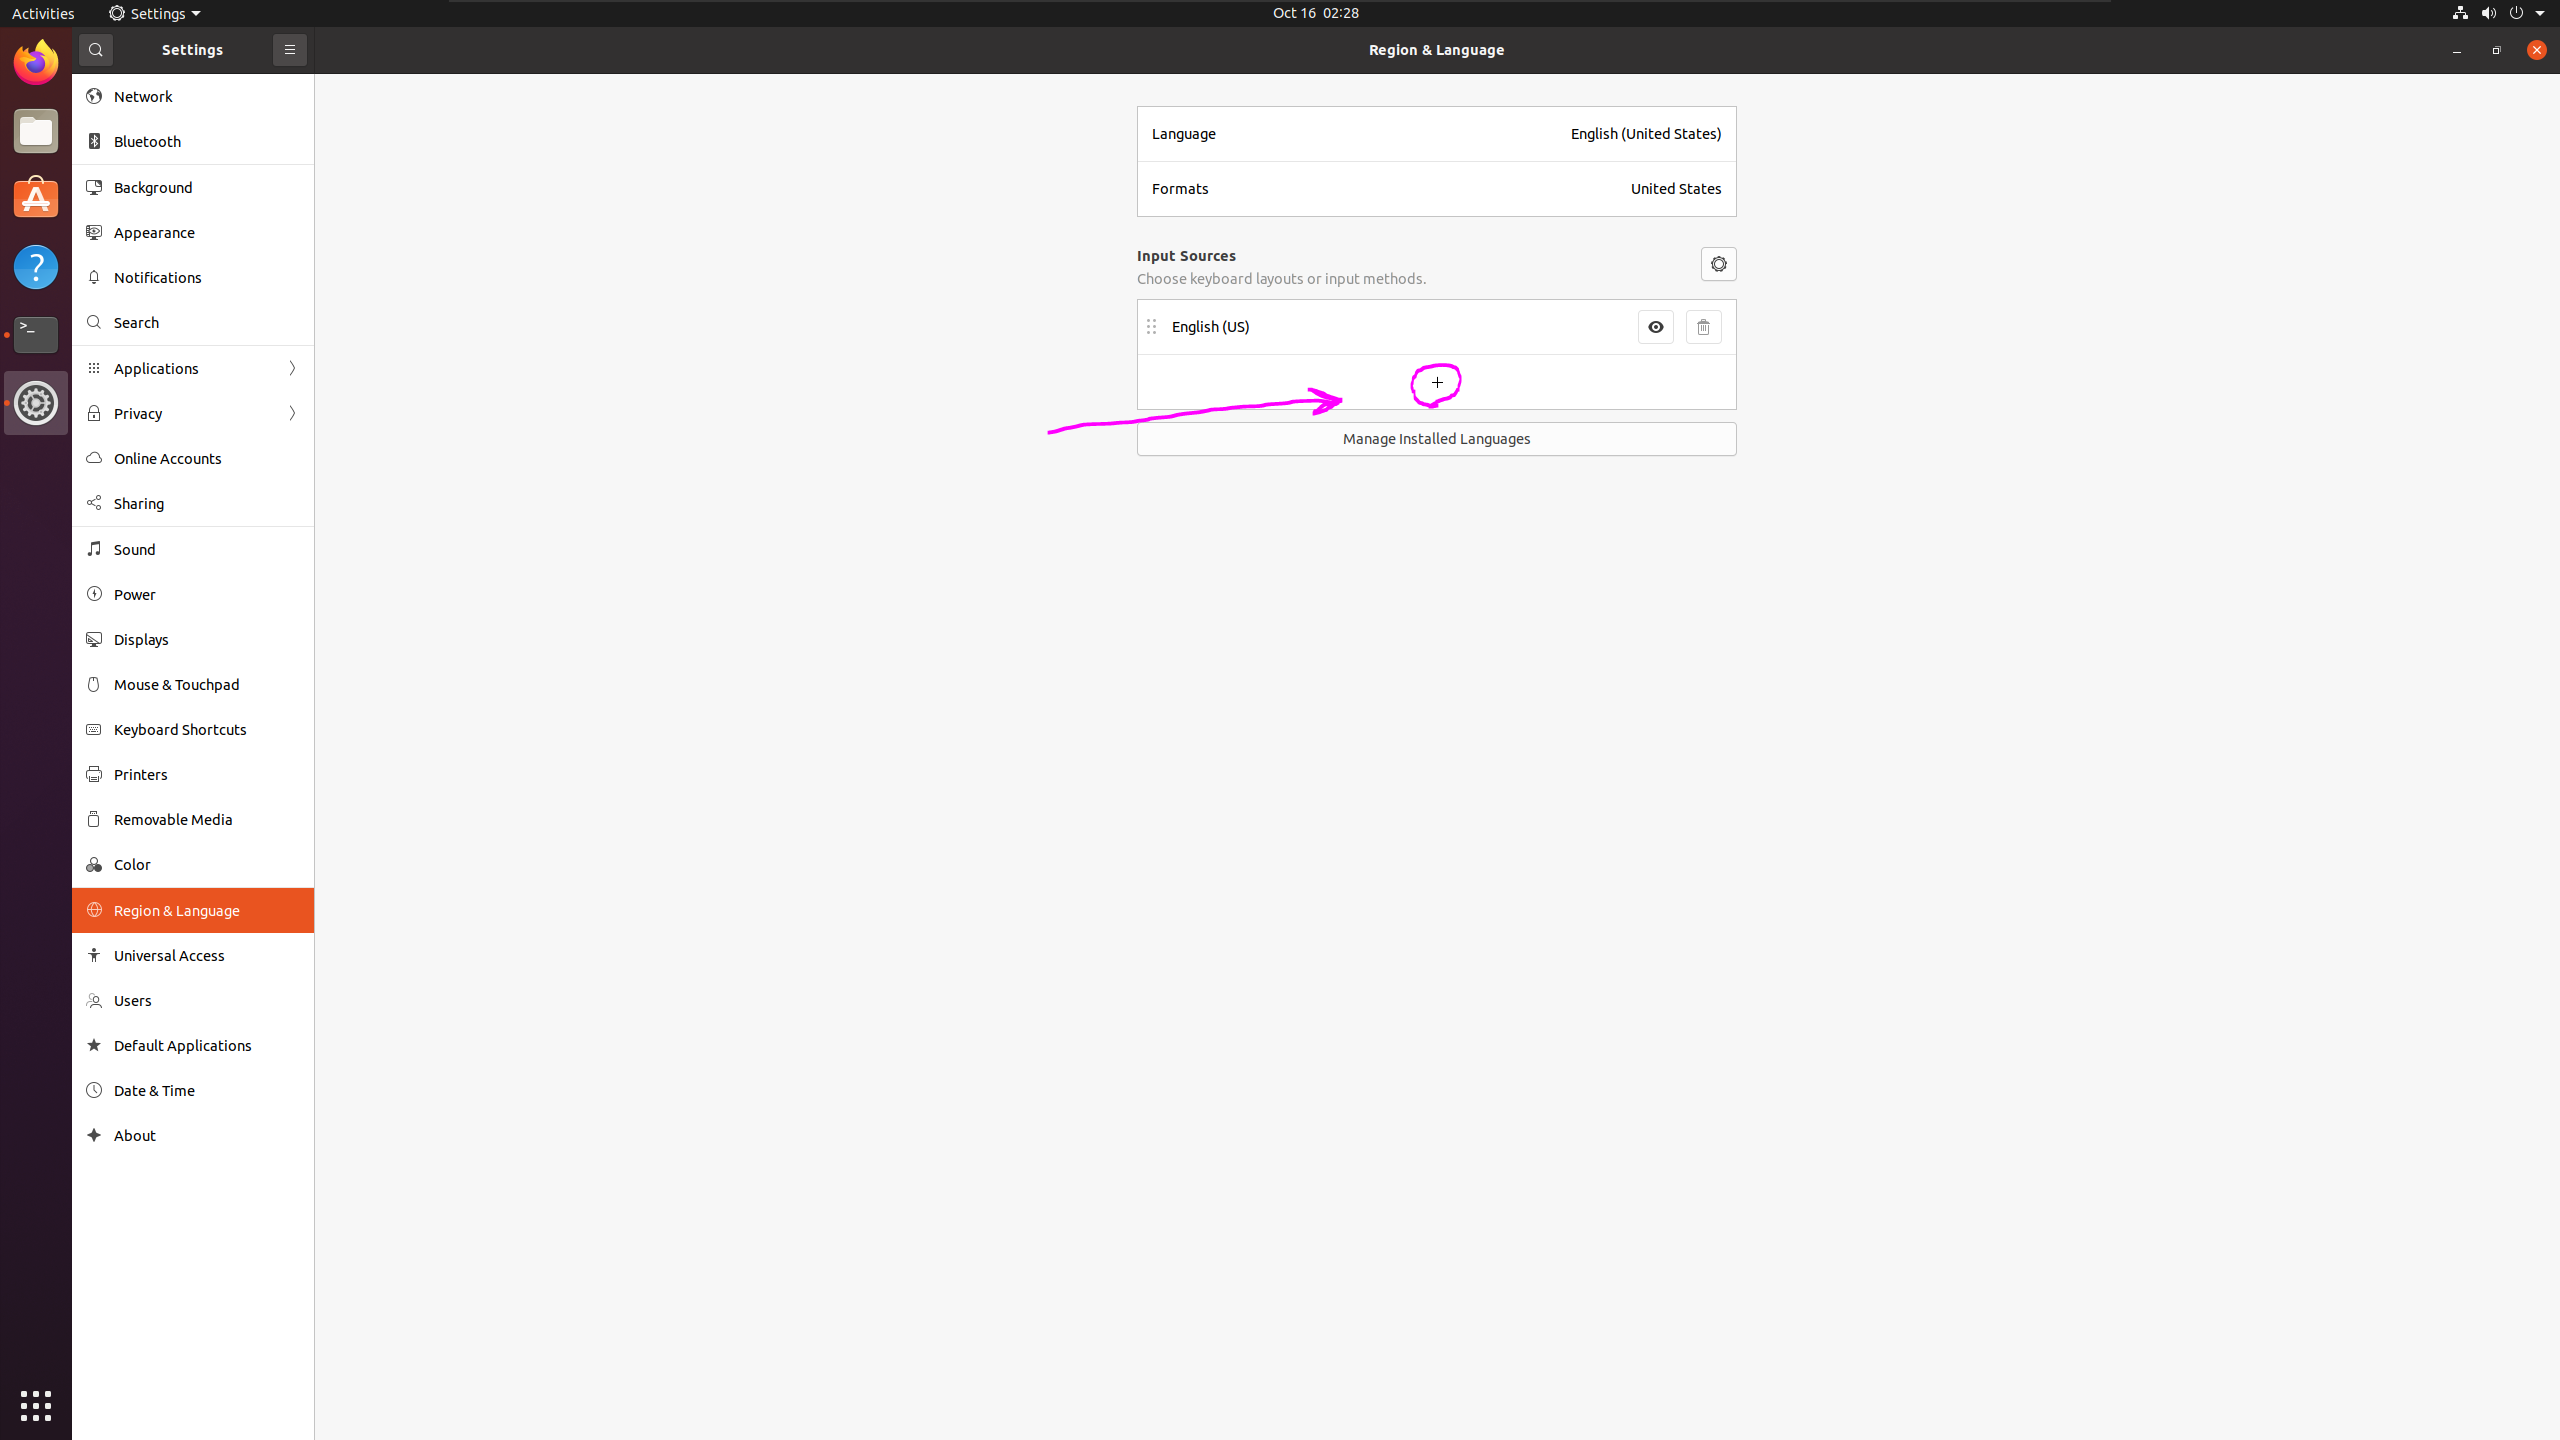 Activities
Settings
Oct 16 02:28
Settings
Region & Language
Network
Bluetooth
Background
Appearance
Notifications
Search
Applications
Privacy
Online Accounts
Sharing
Sound
Power
Displays
Mouse & Touchpad
Keyboard Shortcuts
Printers
Removable Media
Color
Region & Language
Universal Access
Users
Default Applications
Date & Time
About
Language English (United States)
Formats United States
Input Sources
Choose keyboard layouts or input methods.
English (US)
Manage Installed Languages